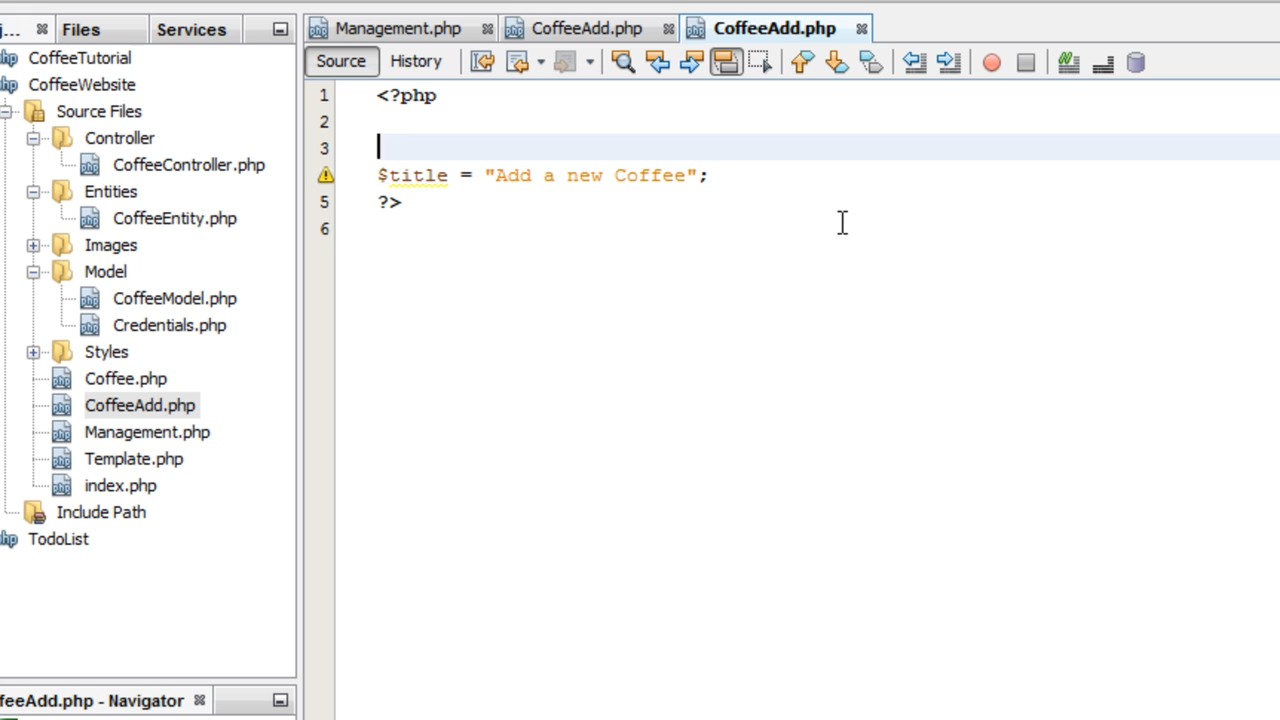 j... Files Services
Management.php CoffeeAdd.php CoffeeAdd.php
Source History
CoffeeTutorial
CoffeeWebsite
Source Files
Controller
CoffeeController.php
Entities
CoffeeEntity.php
Images
Model
CoffeeModel.php
Credentials.php
Styles
Coffee.php
CoffeeAdd.php
Management.php
Template.php
index.php
Include Path
TodoList
feeAdd.php - Navigator
1 <?php
2
3
$title = "Add a new Coffee";
5 ?>
6